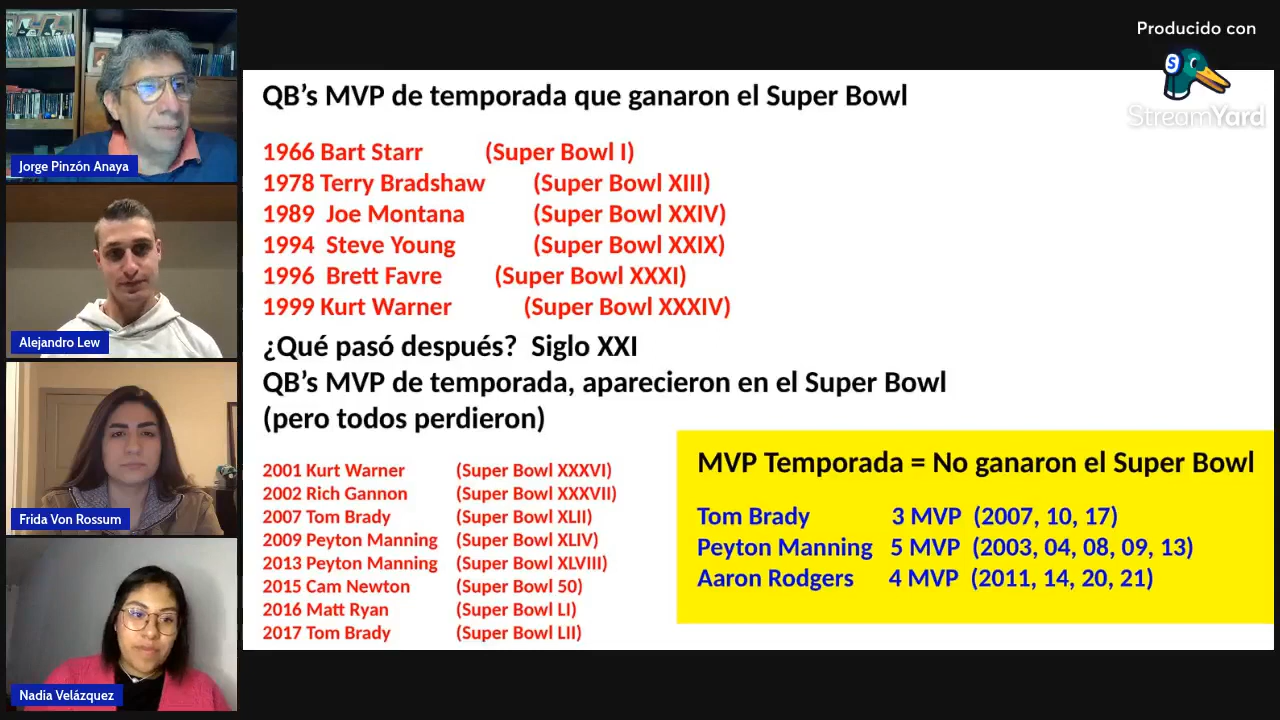 Producido con
StreamYard
Jorge Pinzón Anaya
Alejandro Lew
Frida Von Rossum
Nadia Velázquez
QB’s MVP de temporada que ganaron el Super Bowl
1966 Bart Starr (Super Bowl I)
1978 Terry Bradshaw (Super Bowl XIII)
1989 Joe Montana (Super Bowl XXIV)
1994 Steve Young (Super Bowl XXIX)
1996 Brett Favre (Super Bowl XXXI)
1999 Kurt Warner (Super Bowl XXXIV)
¿Qué pasó después? Siglo XXI
QB’s MVP de temporada, aparecieron en el Super Bowl
(pero todos perdieron)
2001 Kurt Warner (Super Bowl XXXVI)
2002 Rich Gannon (Super Bowl XXXVII)
2007 Tom Brady (Super Bowl XLII)
2009 Peyton Manning (Super Bowl XLIV)
2013 Peyton Manning (Super Bowl XLVIII)
2015 Cam Newton (Super Bowl 50)
2016 Matt Ryan (Super Bowl LI)
2017 Tom Brady (Super Bowl LII)
MVP Temporada = No ganaron el Super Bowl
Tom Brady 3 MVP (2007, 10, 17)
Peyton Manning 5 MVP (2003, 04, 08, 09, 13)
Aaron Rodgers 4 MVP (2011, 14, 20, 21)